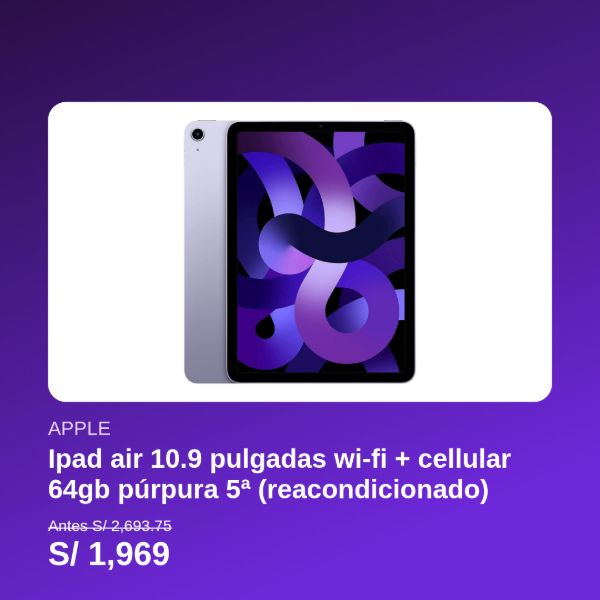 APPLE
Ipad air 10.9 pulgadas wi-fi + cellular
64gb púrpura 5ª (reacondicionado)
Antes S/ 2,693.75
S/ 1,969